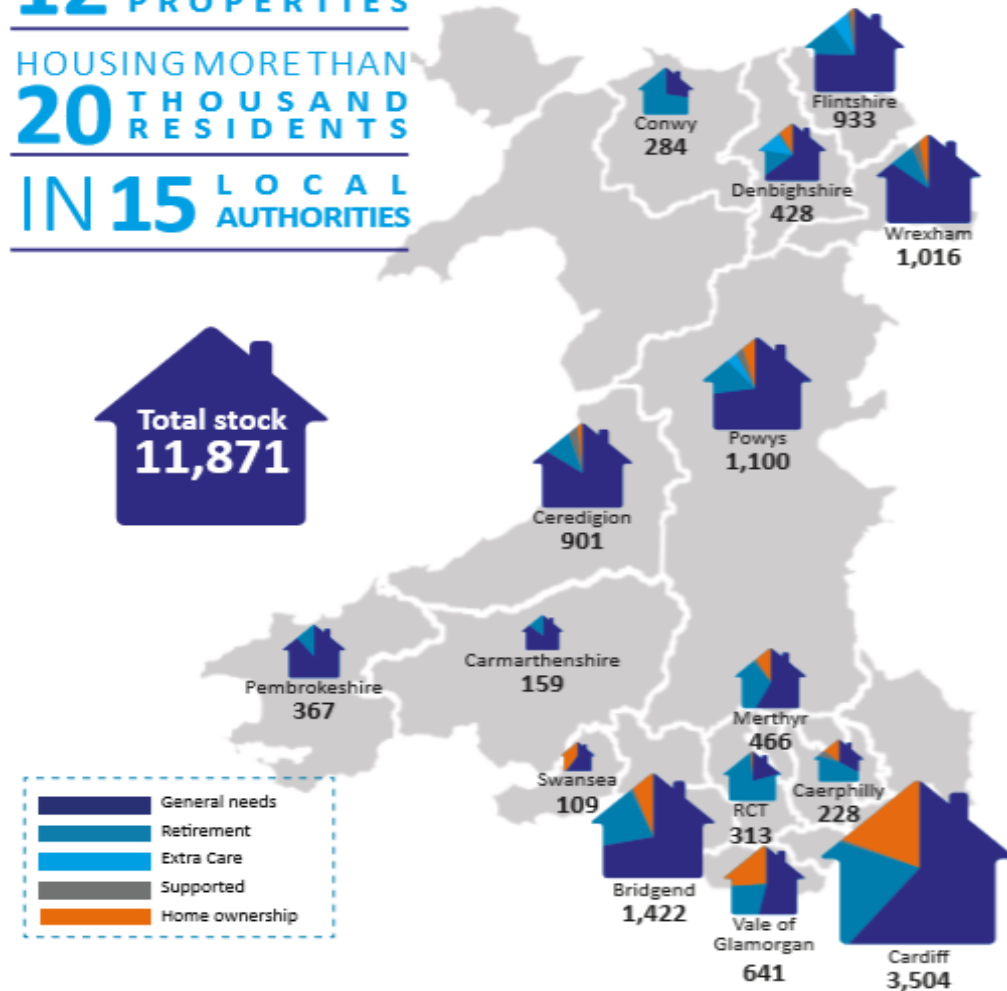 12 PROPERTIES
HOUSING MORE THAN
20 THOUSAND
RESIDENTS
IN 15 LOCAL
AUTHORITIES
Flintshire
933
Conwy
284
Denbighshire
428
Wrexham
1,016
Total stock
11,871
Powys
1,100
Ceredigion
901
Carmarthenshire
159
Pembrokeshire
367
Merthyr
466
Swansea
109
RCT
313
Caerphilly
228
Bridgend
1,422
Vale of
Glamorgan
641
Cardiff
3,504
General needs
Retirement
Extra Care
Supported
Home ownership